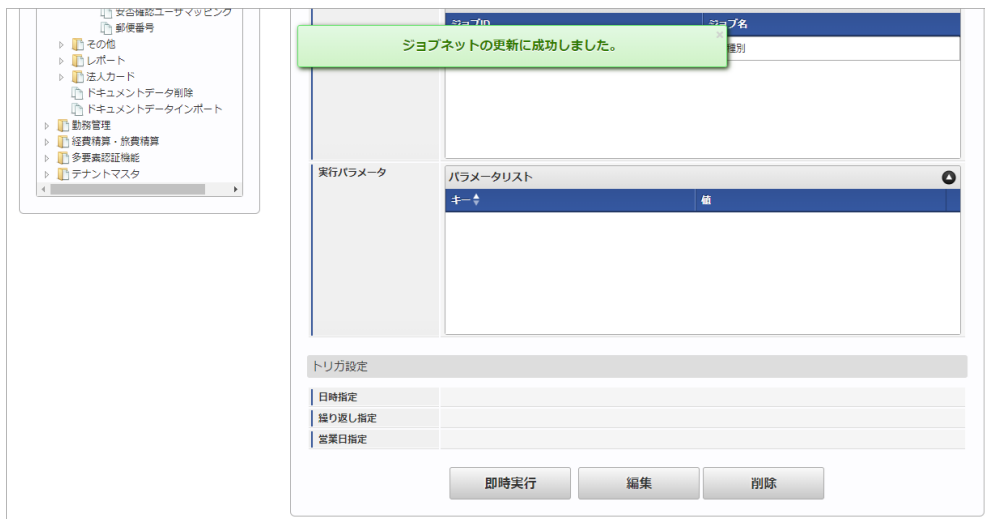 安否確認ユーザマッピング
郵便番号
その他
レポート
法人カード
ドキュメントデータ削除
ドキュメントデータインポート
勤務管理
経費精算・旅費精算
多要素認証機能
テナントマスタ
ジョブID
ジョブ名
ジョブネットの更新に成功しました。
種別
実行パラメータ
パラメータリスト
キー
値
トリガ設定
日時指定
繰り返し指定
営業日指定
即時実行
編集
削除